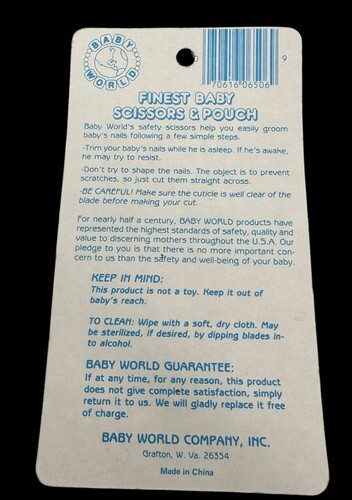 BABY WORLD
0 70616 06506 9
FINEST BABY
SCISSORS & POUCH
Baby World's safety scissors help you easily groom
baby's nails following a few simple steps.
-Trim your baby's nails while he is asleep. If he's awake,
he may try to resist.
-Don't try to shape the nails. The object is to prevent
scratches, so just cut them straight across.
-BE CAREFUL! Make sure the cuticle is well clear of the
blade before making your cut.
For nearly half a century, BABY WORLD products have
represented the highest standards of safety, quality and
value to discerning mothers throughout the U.S.A. Our
pledge to you is that there is no more important con-
cern to us than the safety and well-being of your baby.
KEEP IN MIND:
This product is not a toy. Keep it out of
baby's reach.
TO CLEAN: Wipe with a soft, dry cloth. May
be sterilized, if desired, by dipping blades in-
to alcohol.
BABY WORLD GUARANTEE:
If at any time, for any reason, this product
does not give complete satisfaction, simply
return it to us. We will gladly replace it free
of charge.
BABY WORLD COMPANY, INC.
Grafton, W. Va. 26354
Made in China